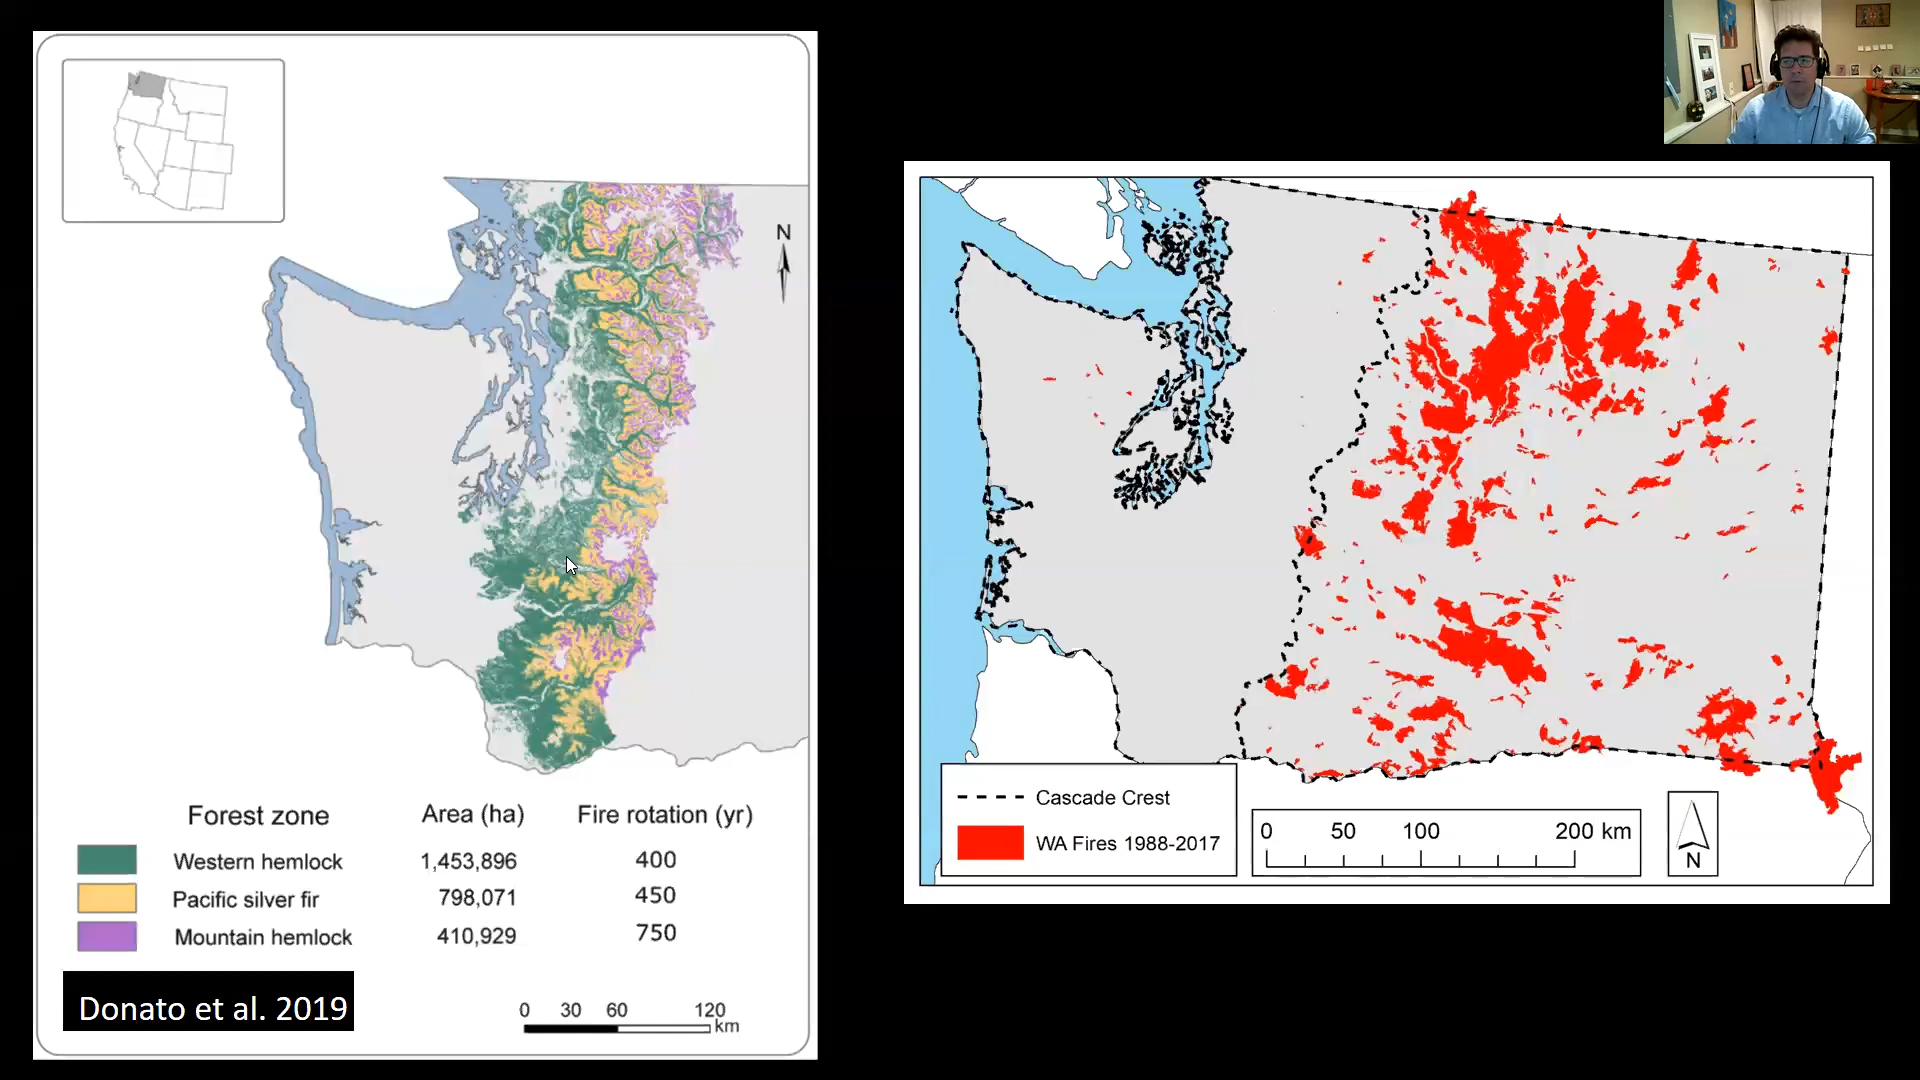 N
Forest zone Area (ha) Fire rotation (yr)
Western hemlock 1,453,896 400
Pacific silver fir 798,071 450
Mountain hemlock 410,929 750
Donato et al. 2019
0 30 60 120
km
Cascade Crest
WA Fires 1988-2017
0 50 100 200 km
N